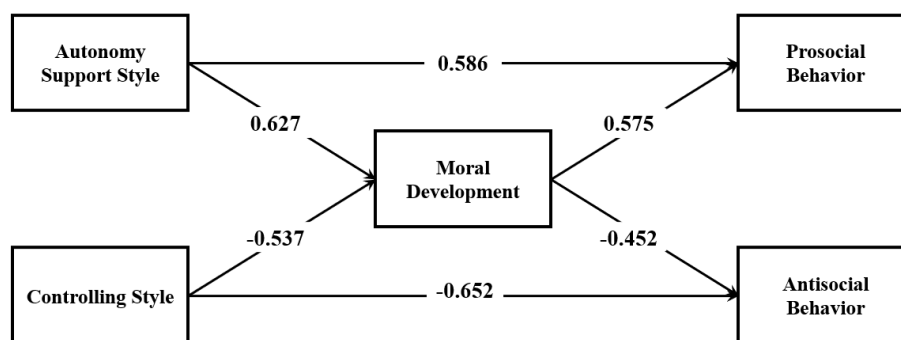 Autonomy
Support Style
0.586
Prosocial
Behavior
0.627
0.575
Moral
Development
-0.537
-0.452
Controlling Style
-0.652
Antisocial
Behavior